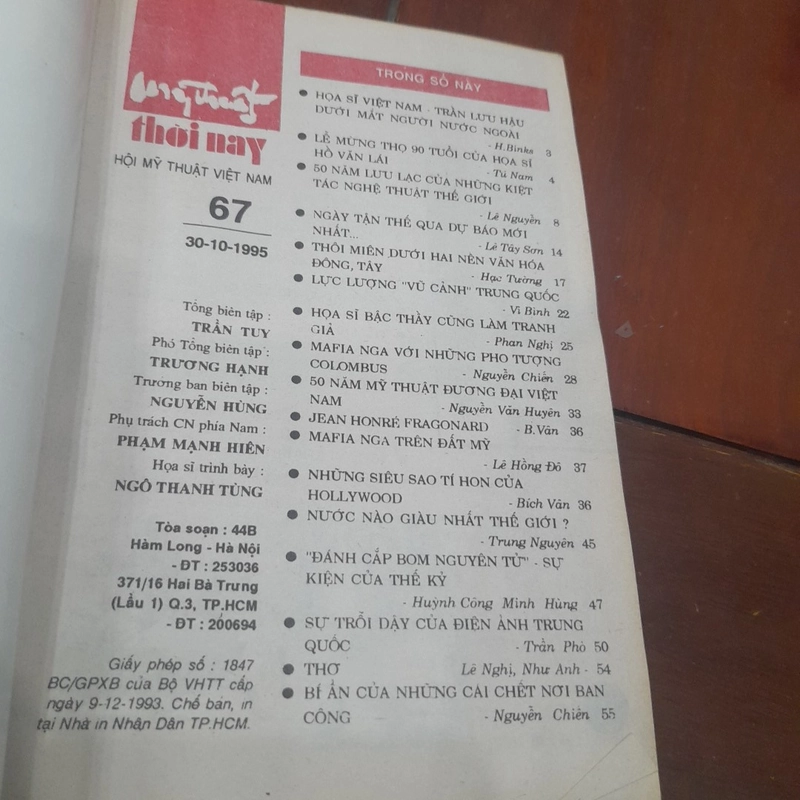 Mỹ thuật
thời nay
HỘI MỸ THUẬT VIỆT NAM
67
30-10-1995
Tổng biên tập :
TRẦN TUY
Phó Tổng biên tập :
TRƯƠNG HẠNH
Trưởng ban biên tập :
NGUYỄN HÙNG
Phụ trách CN phía Nam :
PHẠM MẠNH HIÊN
Họa sĩ trình bày :
NGÔ THANH TÙNG
Tòa soạn : 44B
Hàm Long - Hà Nội
- ĐT : 253036
371/16 Hai Bà Trưng
(Lầu 1) Q.3, TP.HCM
- ĐT : 200694
Giấy phép số : 1847
BC/GPXB của Bộ VHTT cấp
ngày 9-12-1993. Chế bản, in
tại Nhà in Nhân Dân TP.HCM.
TRONG SỐ NÀY
● HỌA SĨ VIỆT NAM - TRẦN LƯU HẬU
DƯỚI MẮT NGƯỜI NƯỚC NGOÀI
- H.Binks 3
● LỄ MỪNG THỌ 90 TUỔI CỦA HỌA SĨ
HỒ VĂN LÁI
- Tú Nam 4
● 50 NĂM LƯU LẠC CỦA NHỮNG KIỆT
TÁC NGHỆ THUẬT THẾ GIỚI
- Lê Nguyễn 8
● NGÀY TẬN THẾ QUA DỰ BÁO MỚI
NHẤT...
- Lê Tây Sơn 14
● THÔI MIÊN DƯỚI HAI NỀN VĂN HÓA
ĐÔNG, TÂY
- Hạc Tường 17
● LỰC LƯỢNG "VŨ CẢNH" TRUNG QUỐC
- Vi Bình 22
● HỌA SĨ BẬC THẦY CŨNG LÀM TRANH
GIẢ
- Phan Nghị 25
● MAFIA NGA VỚI NHỮNG PHO TƯỢNG
COLOMBUS
- Nguyễn Chiến 28
● 50 NĂM MỸ THUẬT ĐƯƠNG ĐẠI VIỆT
NAM
- Nguyễn Văn Huyên 33
● JEAN HONRÉ FRAGONARD - B.Vân 36
● MAFIA NGA TRÊN ĐẤT MỸ
- Lê Hồng Đô 37
● NHỮNG SIÊU SAO TÍ HON CỦA
HOLLYWOOD - Bích Vân 36
● NƯỚC NÀO GIÀU NHẤT THẾ GIỚI ?
- Trung Nguyên 45
● "ĐÁNH CẮP BOM NGUYÊN TỬ" - SỰ
KIỆN CỦA THẾ KỶ
- Huỳnh Công Minh Hùng 47
● SỰ TRỖI DẬY CỦA ĐIỆN ẢNH TRUNG
QUỐC - Trần Phò 50
● THƠ Lê Nghị, Như Anh - 54
● BÍ ẨN CỦA NHỮNG CÁI CHẾT NƠI BAN
CÔNG - Nguyễn Chiến 55